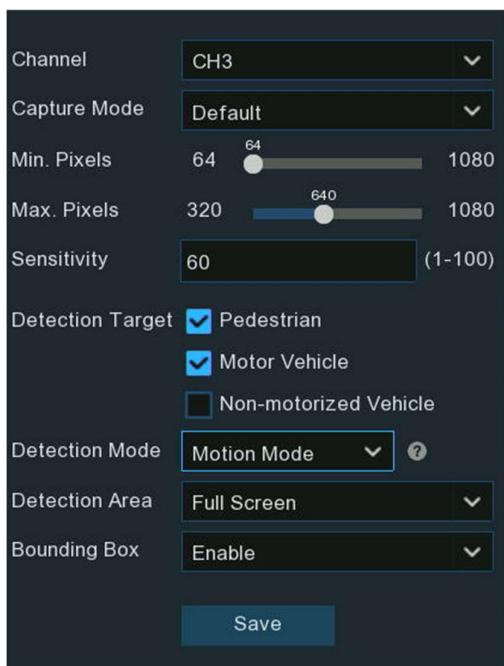 Channel CH3
Capture Mode Default
64
Min. Pixels 64 1080
640
Max. Pixels 320 1080
Sensitivity 60 (1-100)
Detection Target Pedestrian
Motor Vehicle
Non-motorized Vehicle
Detection Mode Motion Mode ?
Detection Area Full Screen
Bounding Box Enable
Save